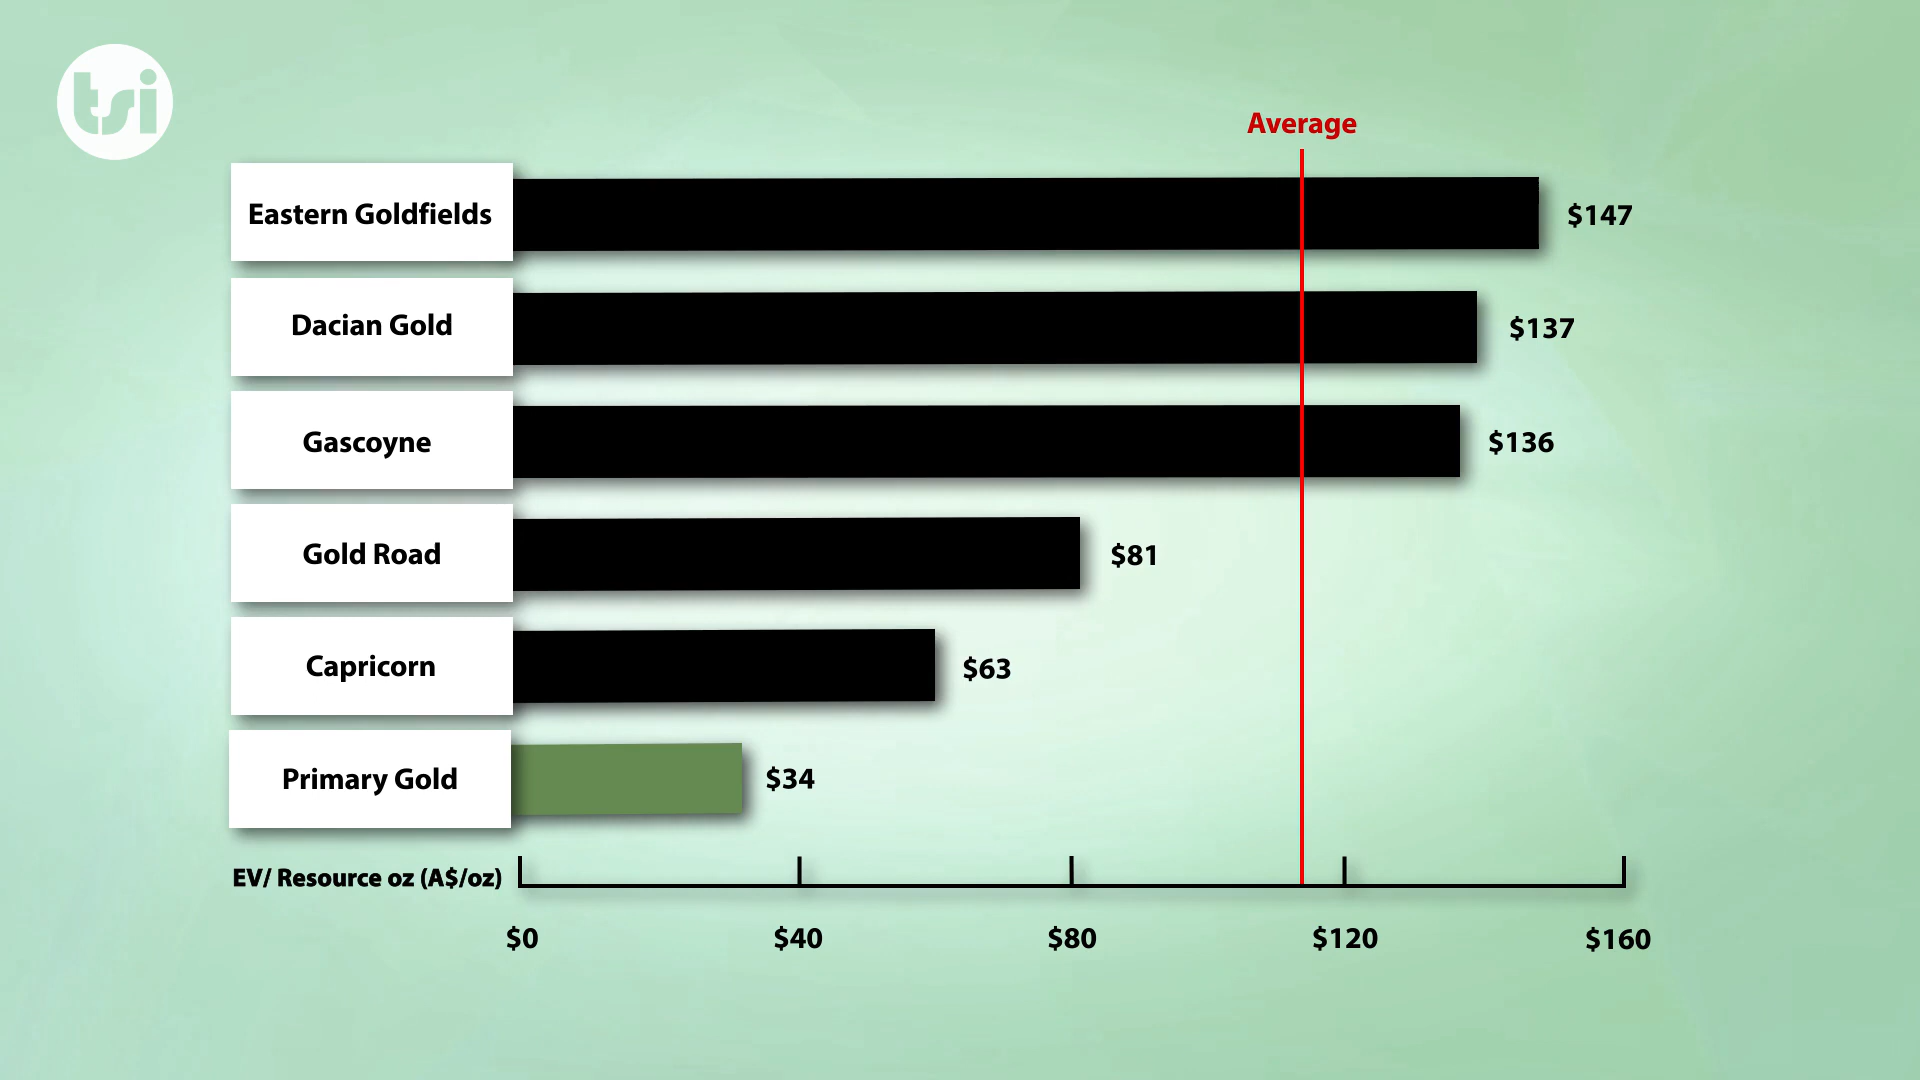 tsi
Average
Eastern Goldfields
$147
Dacian Gold
$137
Gascoyne
$136
Gold Road
$81
Capricorn
$63
Primary Gold
$34
EV/ Resource oz (A$/oz)
$0
$40
$80
$120
$160